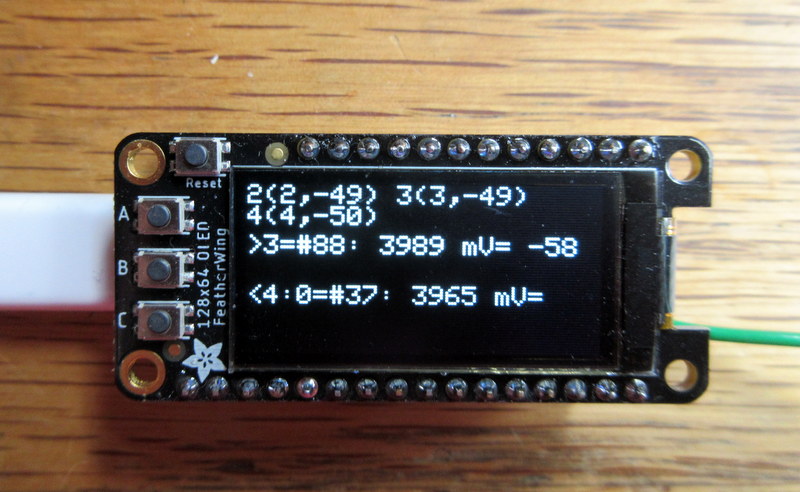 Reset
A
B
C
128x64 OLED
FeatherWing
2(2,-49) 3(3,-49)
4(4,-50)
>3=#88: 3989 mV= -58
<4:0=#37: 3965 mV=